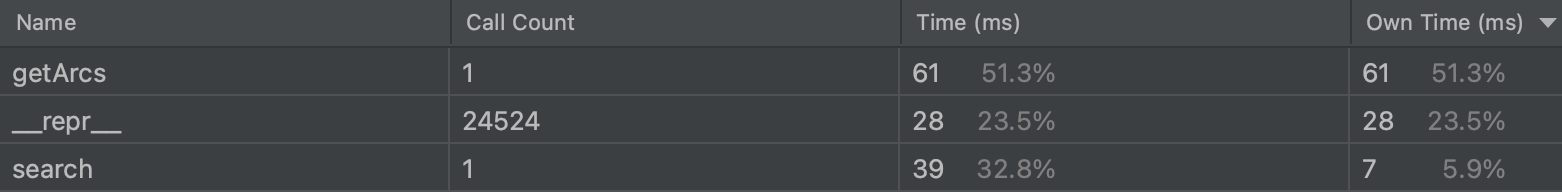 Name Call Count Time (ms) Own Time (ms)
getArcs 1 61 51.3% 61 51.3%
__repr__ 24524 28 23.5% 28 23.5%
search 1 39 32.8% 7 5.9%